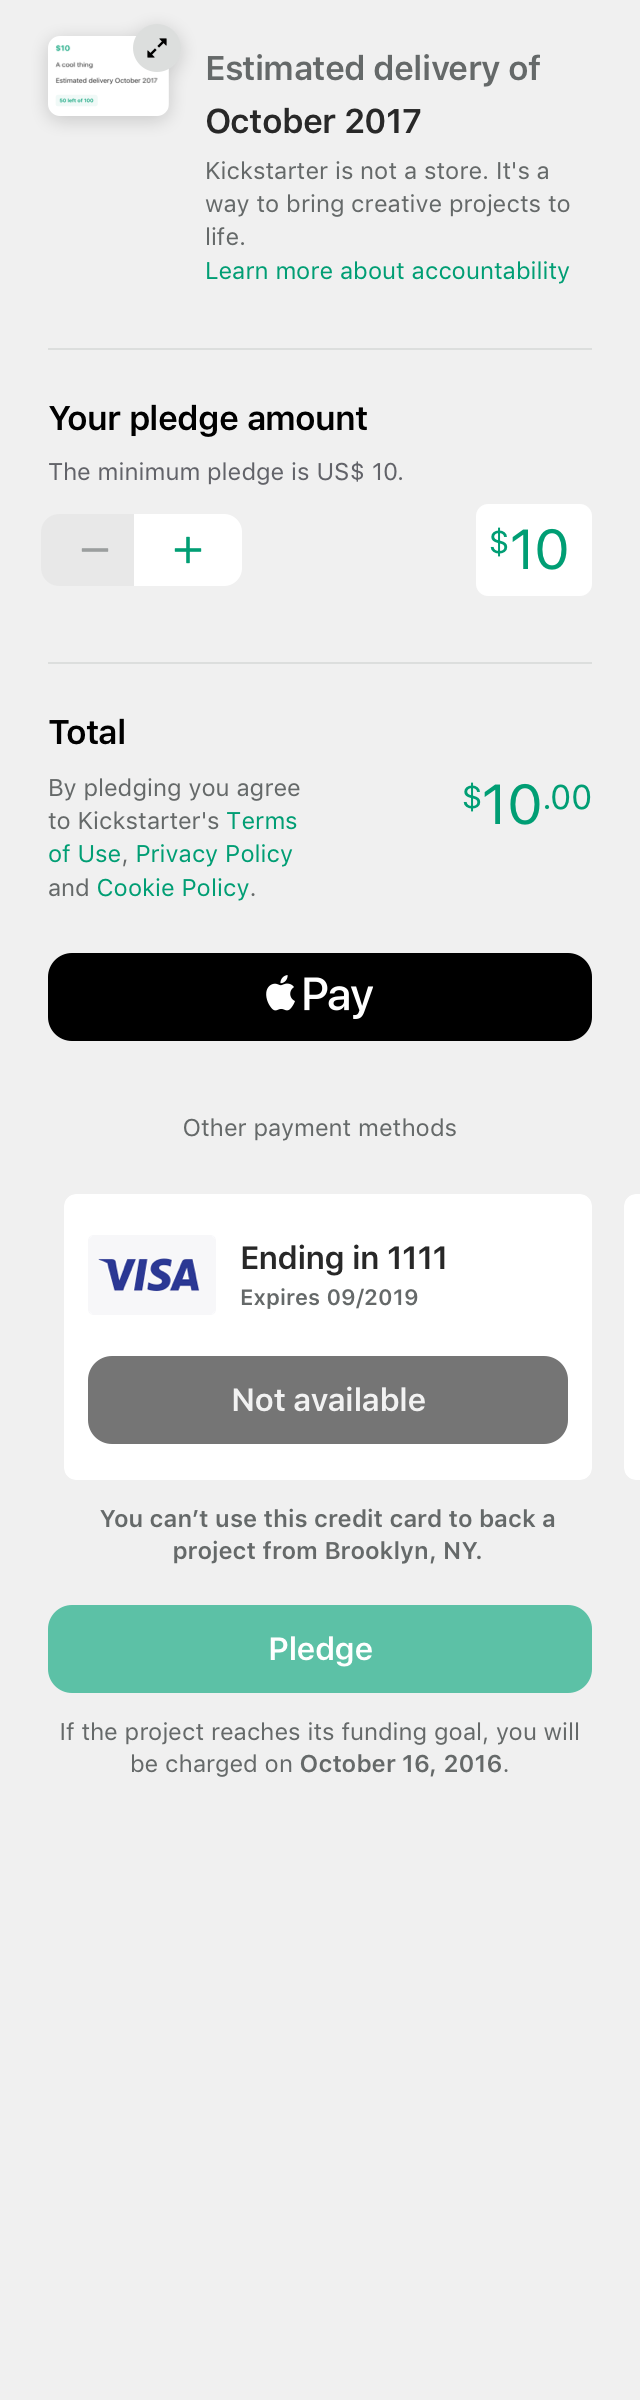 $10
A cool thing
Estimated delivery October 2017
50 left of 100
Estimated delivery of
October 2017
Kickstarter is not a store. It's a
way to bring creative projects to
life.
Learn more about accountability
Your pledge amount
The minimum pledge is US$ 10.
− +
$10
Total
By pledging you agree
to Kickstarter's Terms
of Use, Privacy Policy
and Cookie Policy.
$10.00
Pay
Other payment methods
VISA
Ending in 1111
Expires 09/2019
Not available
You can’t use this credit card to back a
project from Brooklyn, NY.
Pledge
If the project reaches its funding goal, you will
be charged on October 16, 2016.